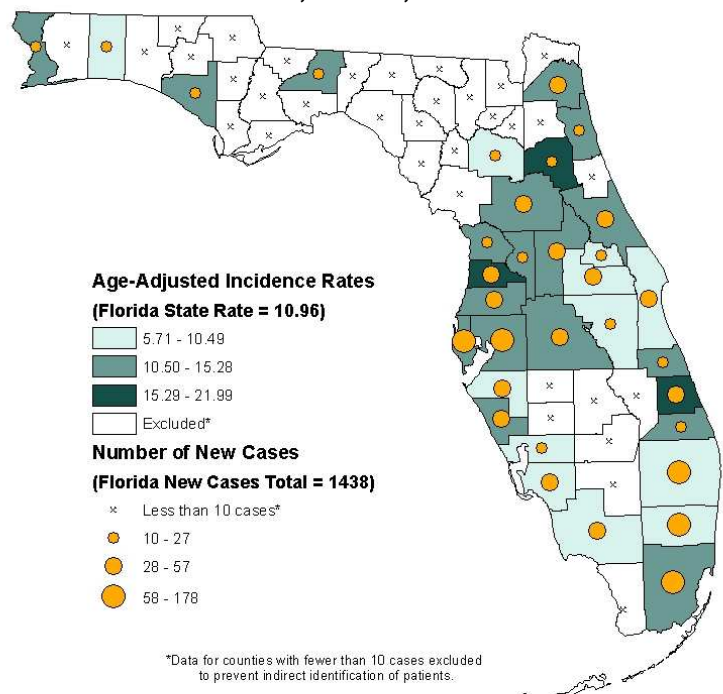 Age-Adjusted Incidence Rates
(Florida State Rate = 10.96)
5.71 - 10.49
10.50 - 15.28
15.29 - 21.99
Excluded*
Number of New Cases
(Florida New Cases Total = 1438)
Less than 10 cases*
10 - 27
28 - 57
58 - 178
*Data for counties with fewer than 10 cases excluded
to prevent indirect identification of patients.